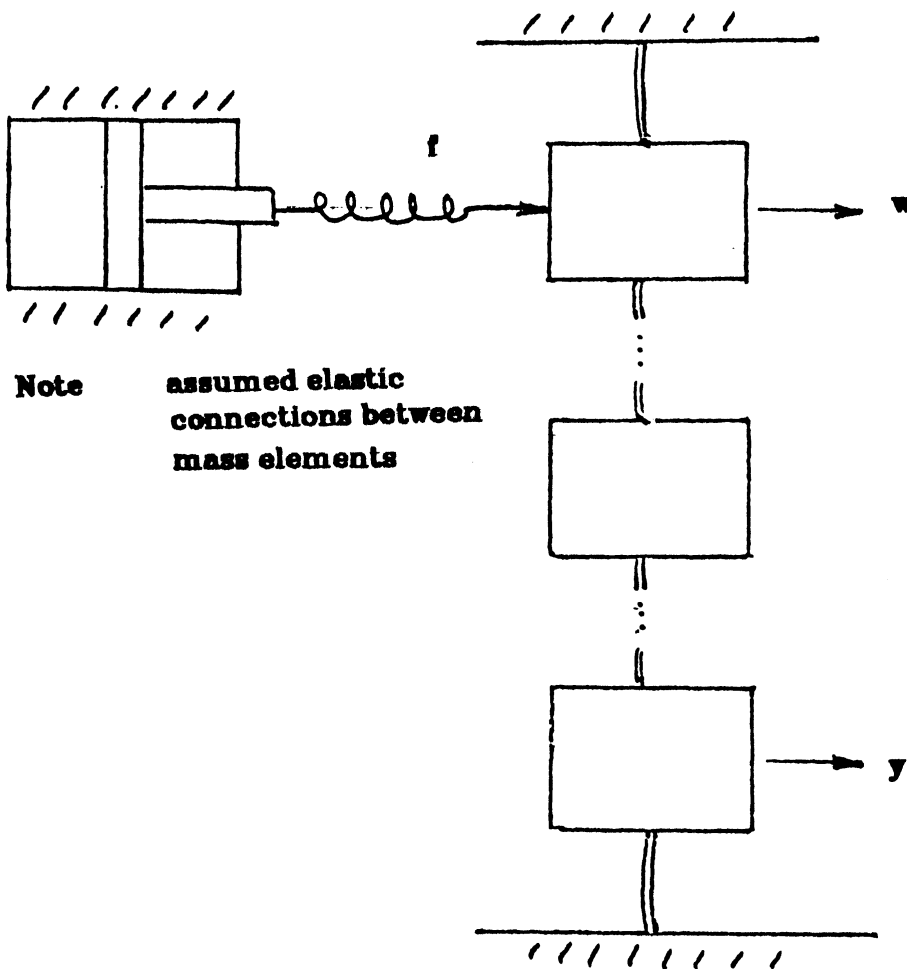 f
w
Note assumed elastic
connections between
mass elements
y